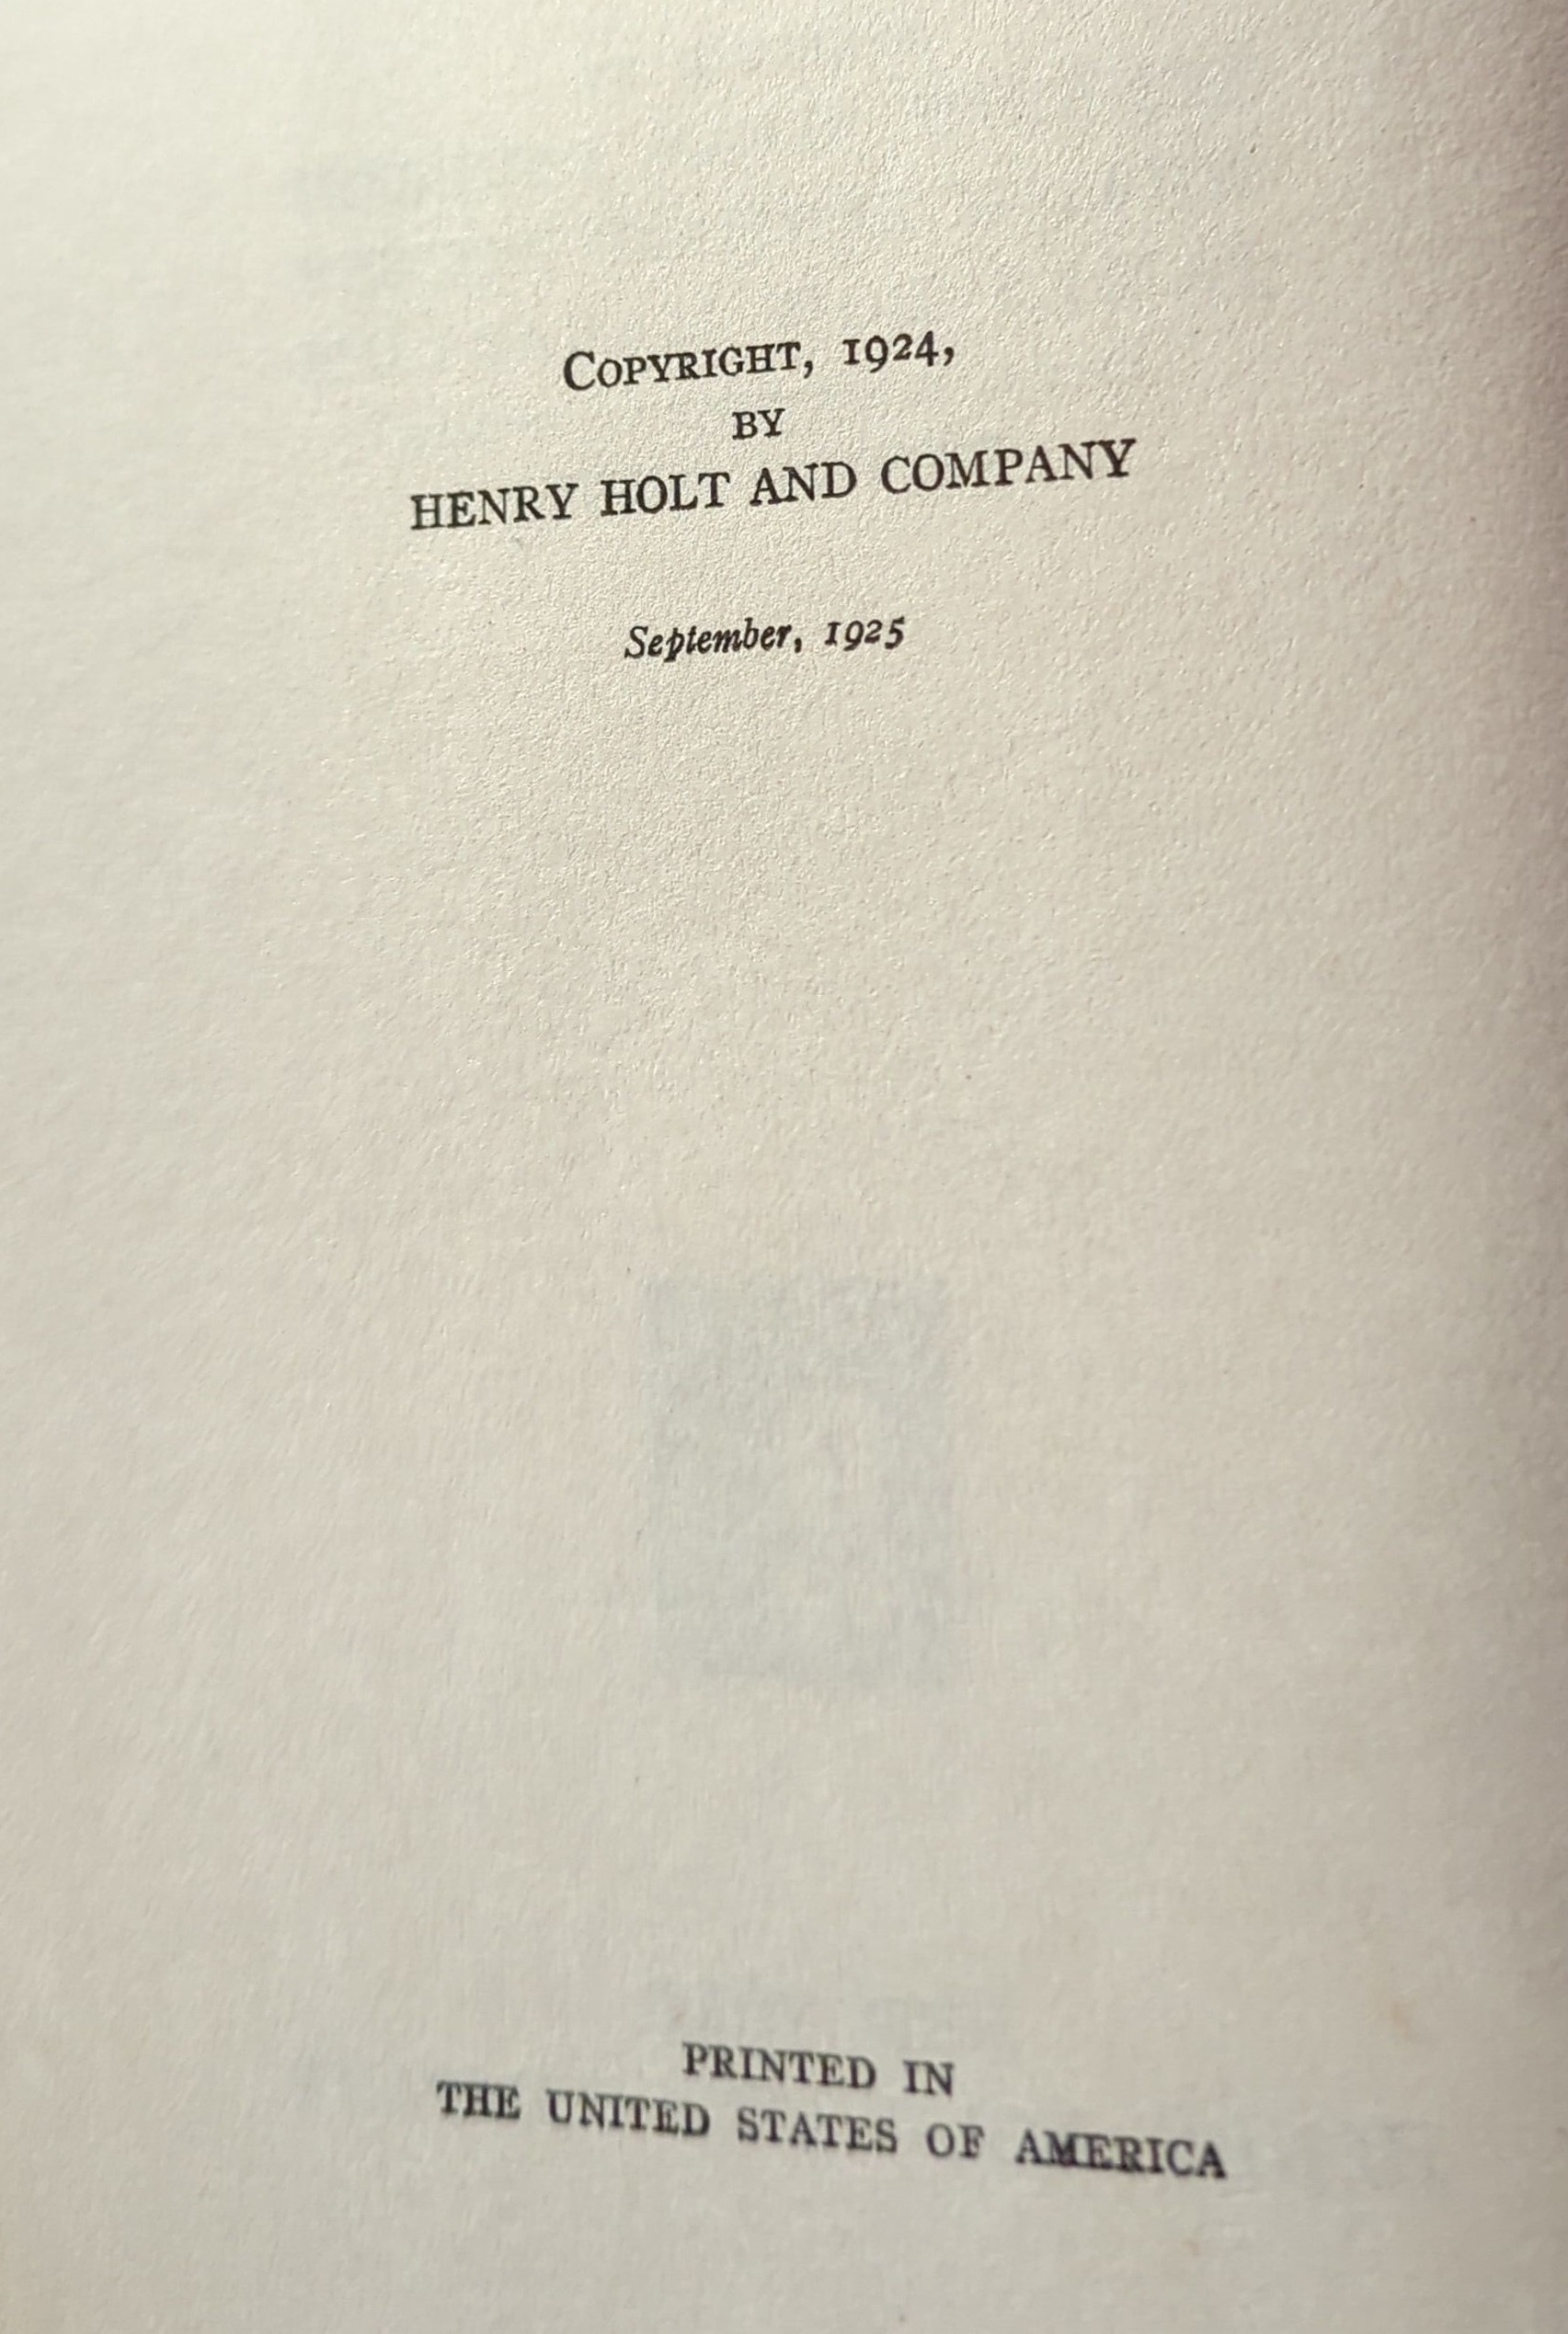 COPYRIGHT, 1924,
BY
HENRY HOLT AND COMPANY
September, 1925
PRINTED IN
THE UNITED STATES OF AMERICA